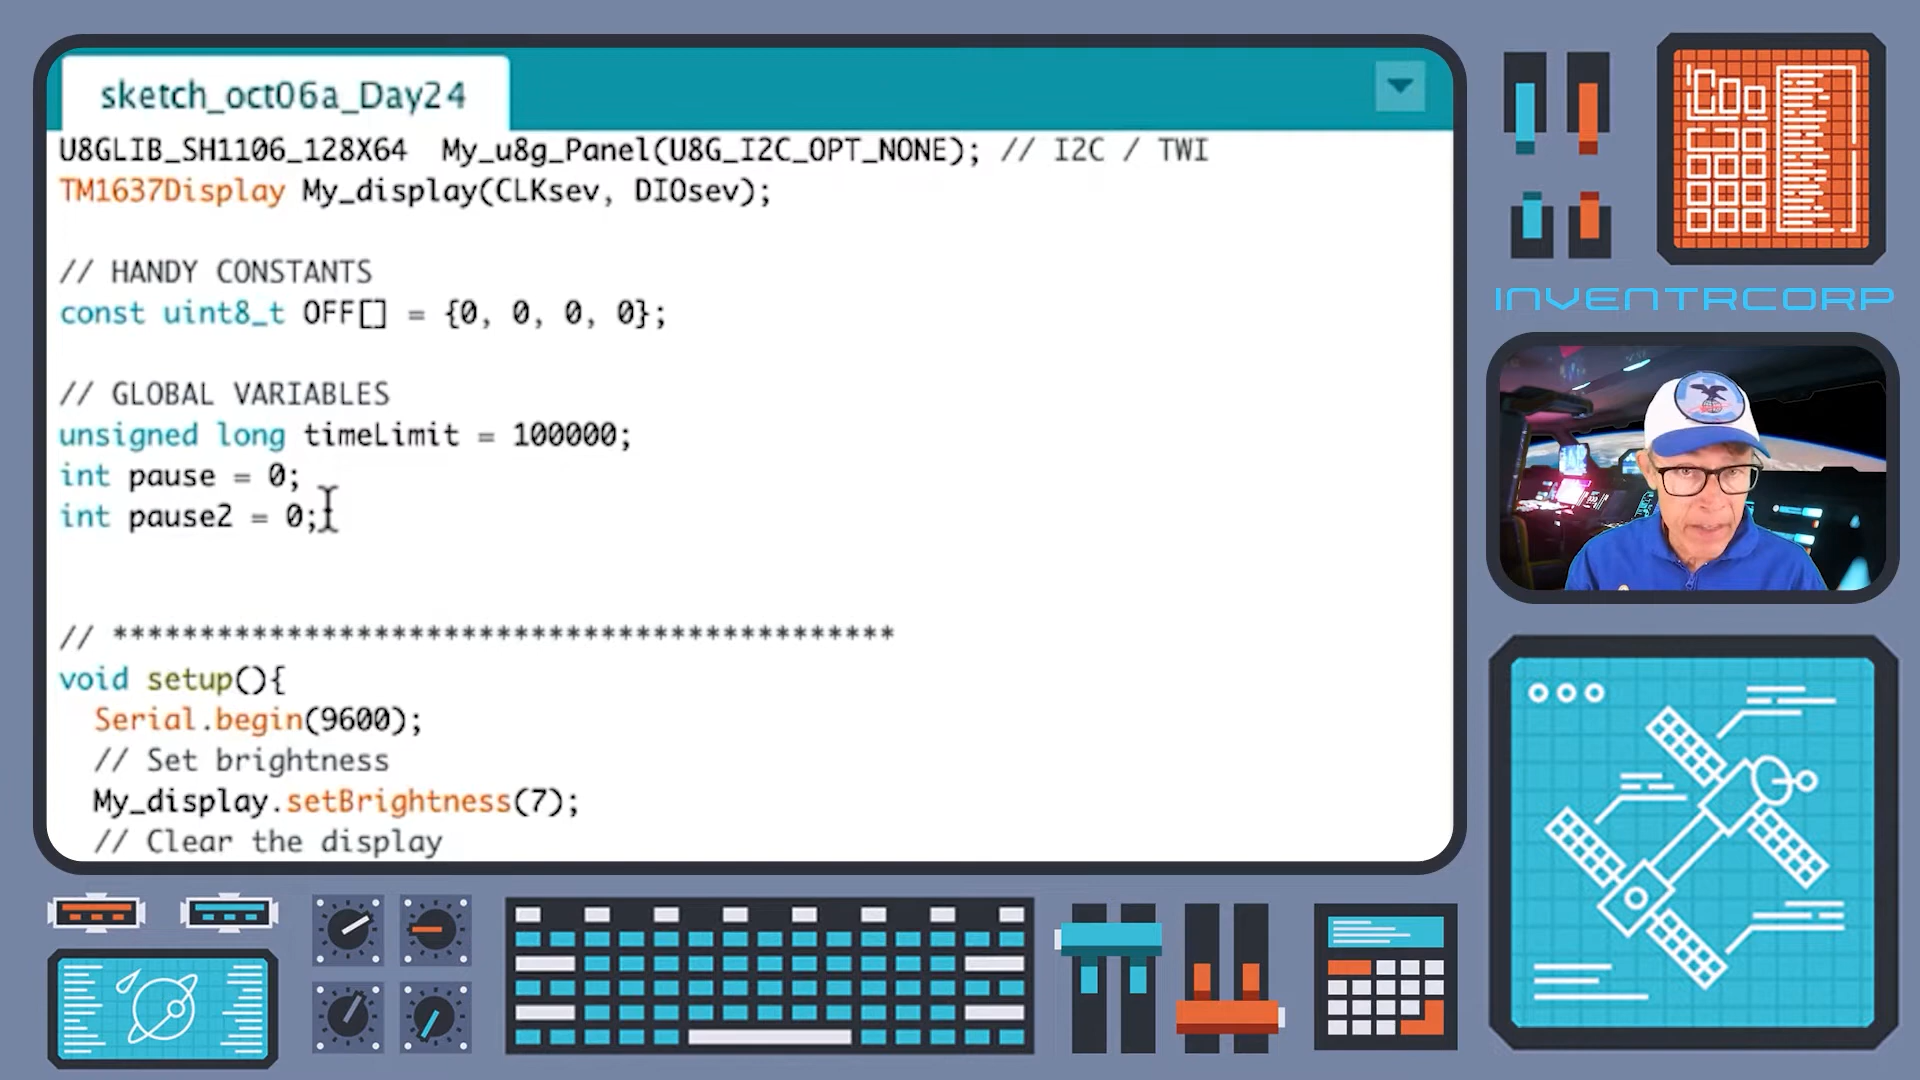 sketch_oct06a_Day24
U8GLIB_SH1106_128X64  My_u8g_Panel(U8G_I2C_OPT_NONE); // I2C / TWI
TM1637Display My_display(CLKsev, DIOsev);
// HANDY CONSTANTS
const uint8_t OFF[] = {0, 0, 0, 0};
// GLOBAL VARIABLES
unsigned long timeLimit = 100000;
int pause = 0;
int pause2 = 0;
// *********************************************
void setup(){
  Serial.begin(9600);
  // Set brightness
  My_display.setBrightness(7);
  // Clear the display
INVENTRCORP